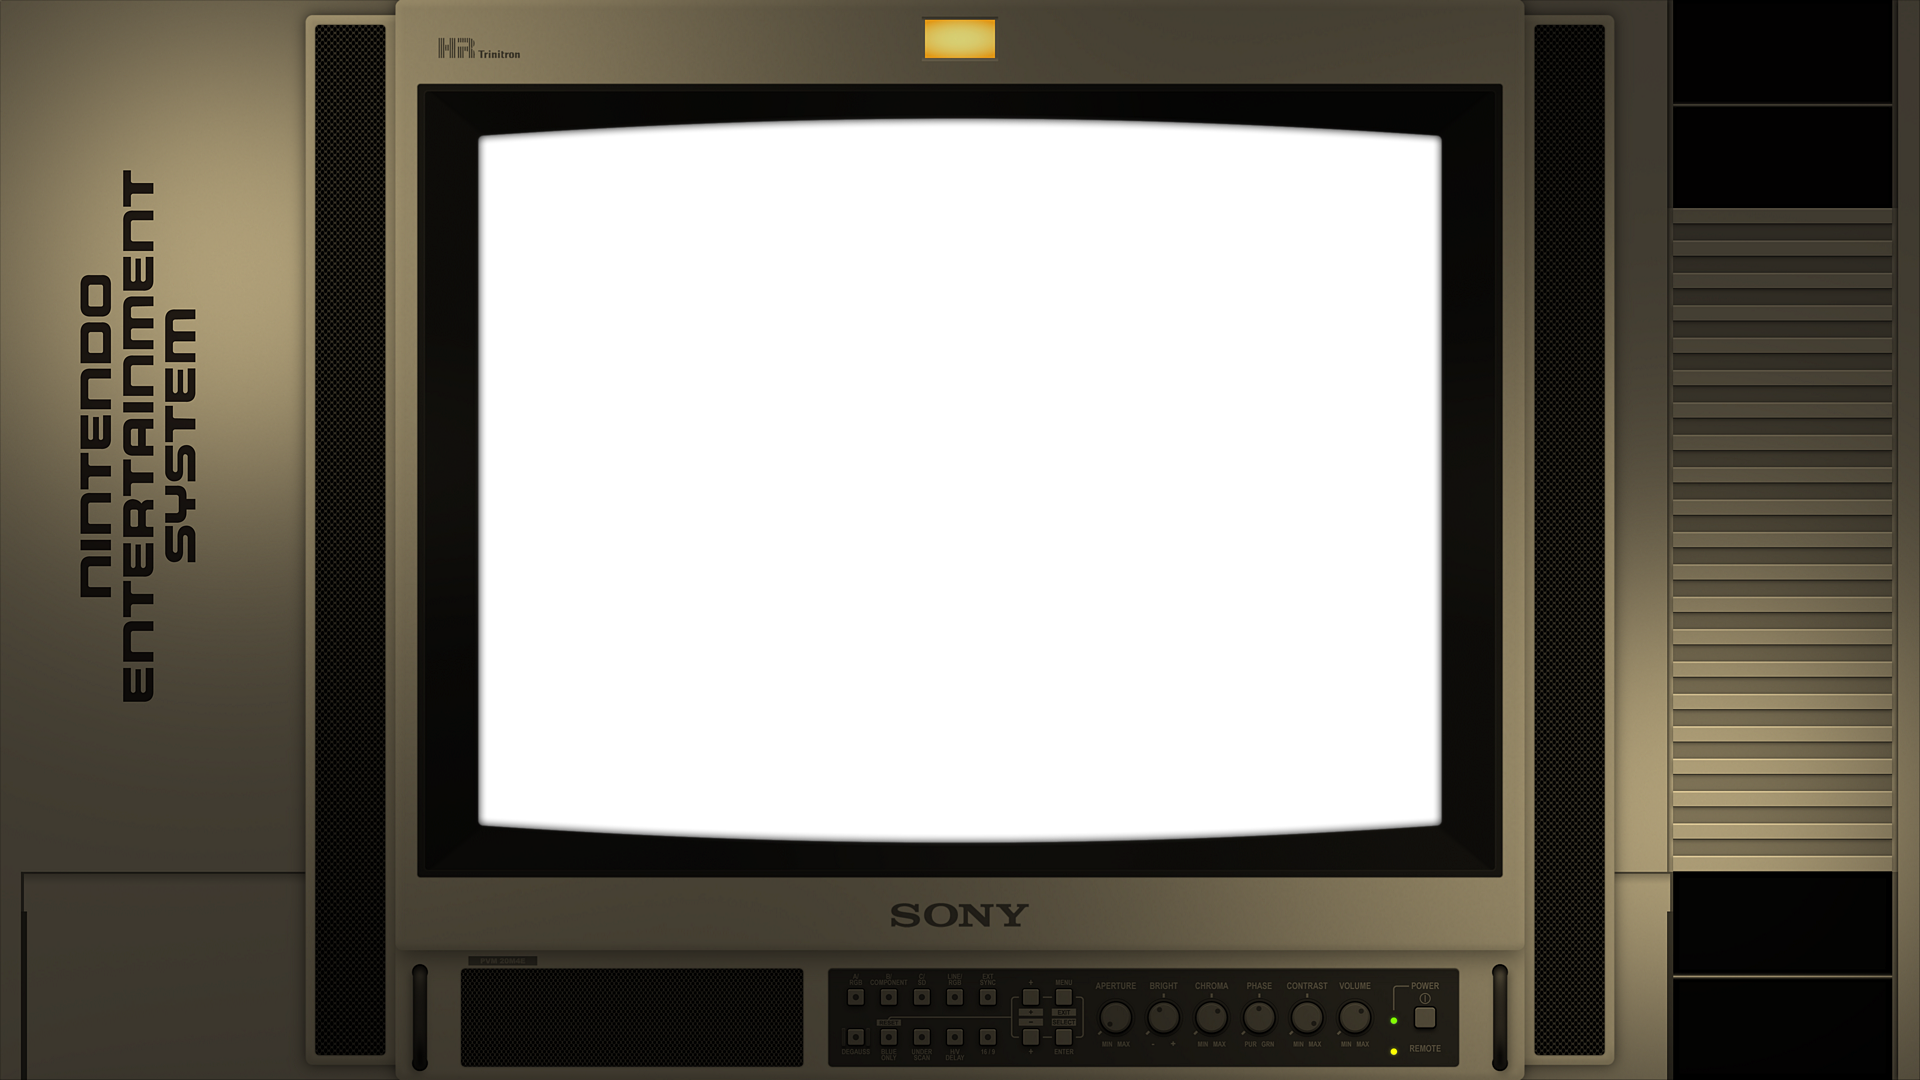 HR Trinitron
NINTENDO
ENTERTAINMENT
SYSTEM
SONY
A/ RGB
B/ COMPONENT
C/ SDI
LINE/ RGB
EXT SYNC
MENU
EXIT
SELECT
ENTER
RESET
DEGAUSS
BLUE ONLY
UNDER SCAN
H/V DELAY
16/9
APERTURE
BRIGHT
CHROMA
PHASE
CONTRAST
VOLUME
MIN MAX
- +
MIN MAX
PUR GRN
MIN MAX
MIN MAX
POWER
REMOTE